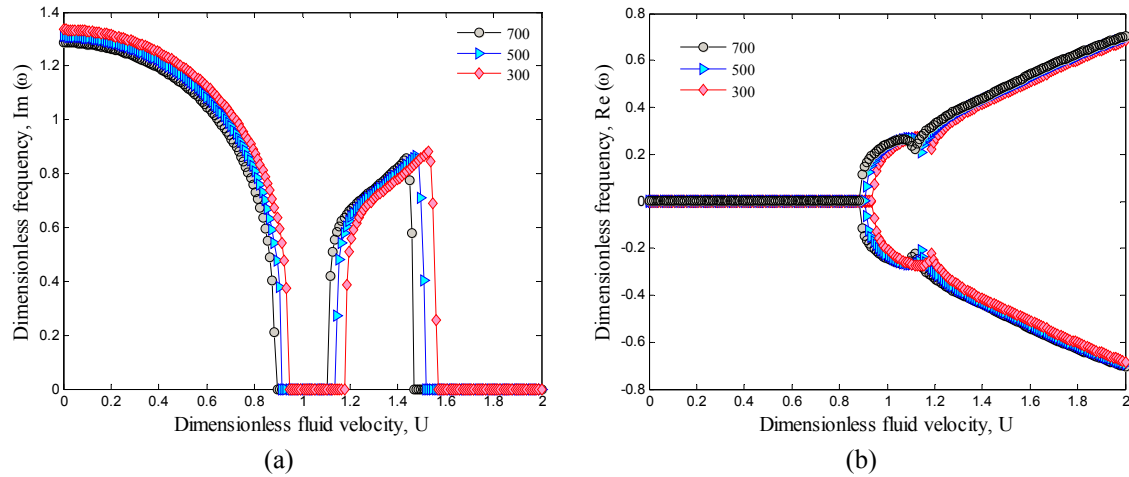 Dimensionless frequency, Im (ω)
1.4
1.2
1
0.8
0.6
0.4
0.2
0
700
500
300
0 0.2 0.4 0.6 0.8 1 1.2 1.4 1.6 1.8 2
Dimensionless fluid velocity, U
(a)
Dimensionless frequency, Re (ω)
0.8
0.6
0.4
0.2
0
-0.2
-0.4
-0.6
-0.8
700
500
300
0 0.2 0.4 0.6 0.8 1 1.2 1.4 1.6 1.8 2
Dimensionless fluid velocity, U
(b)